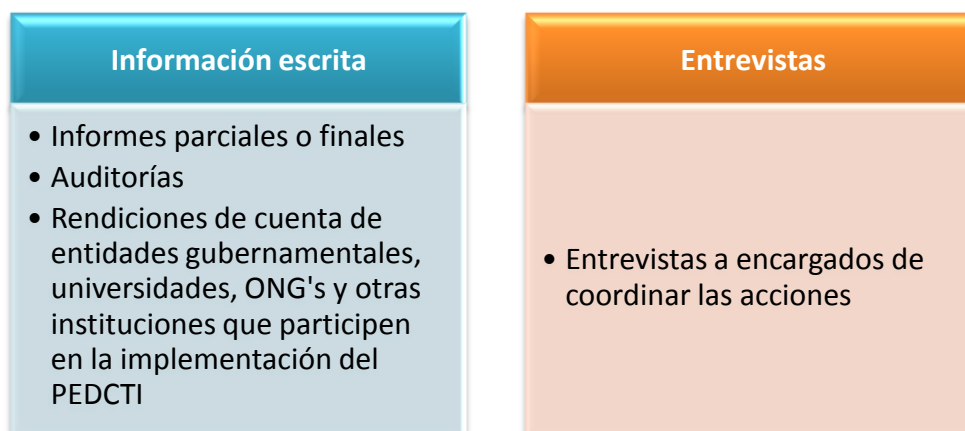 Información escrita
• Informes parciales o finales
• Auditorías
• Rendiciones de cuenta de
entidades gubernamentales,
universidades, ONG's y otras
instituciones que participen
en la implementación del
PEDCTI
Entrevistas
• Entrevistas a encargados de
coordinar las acciones